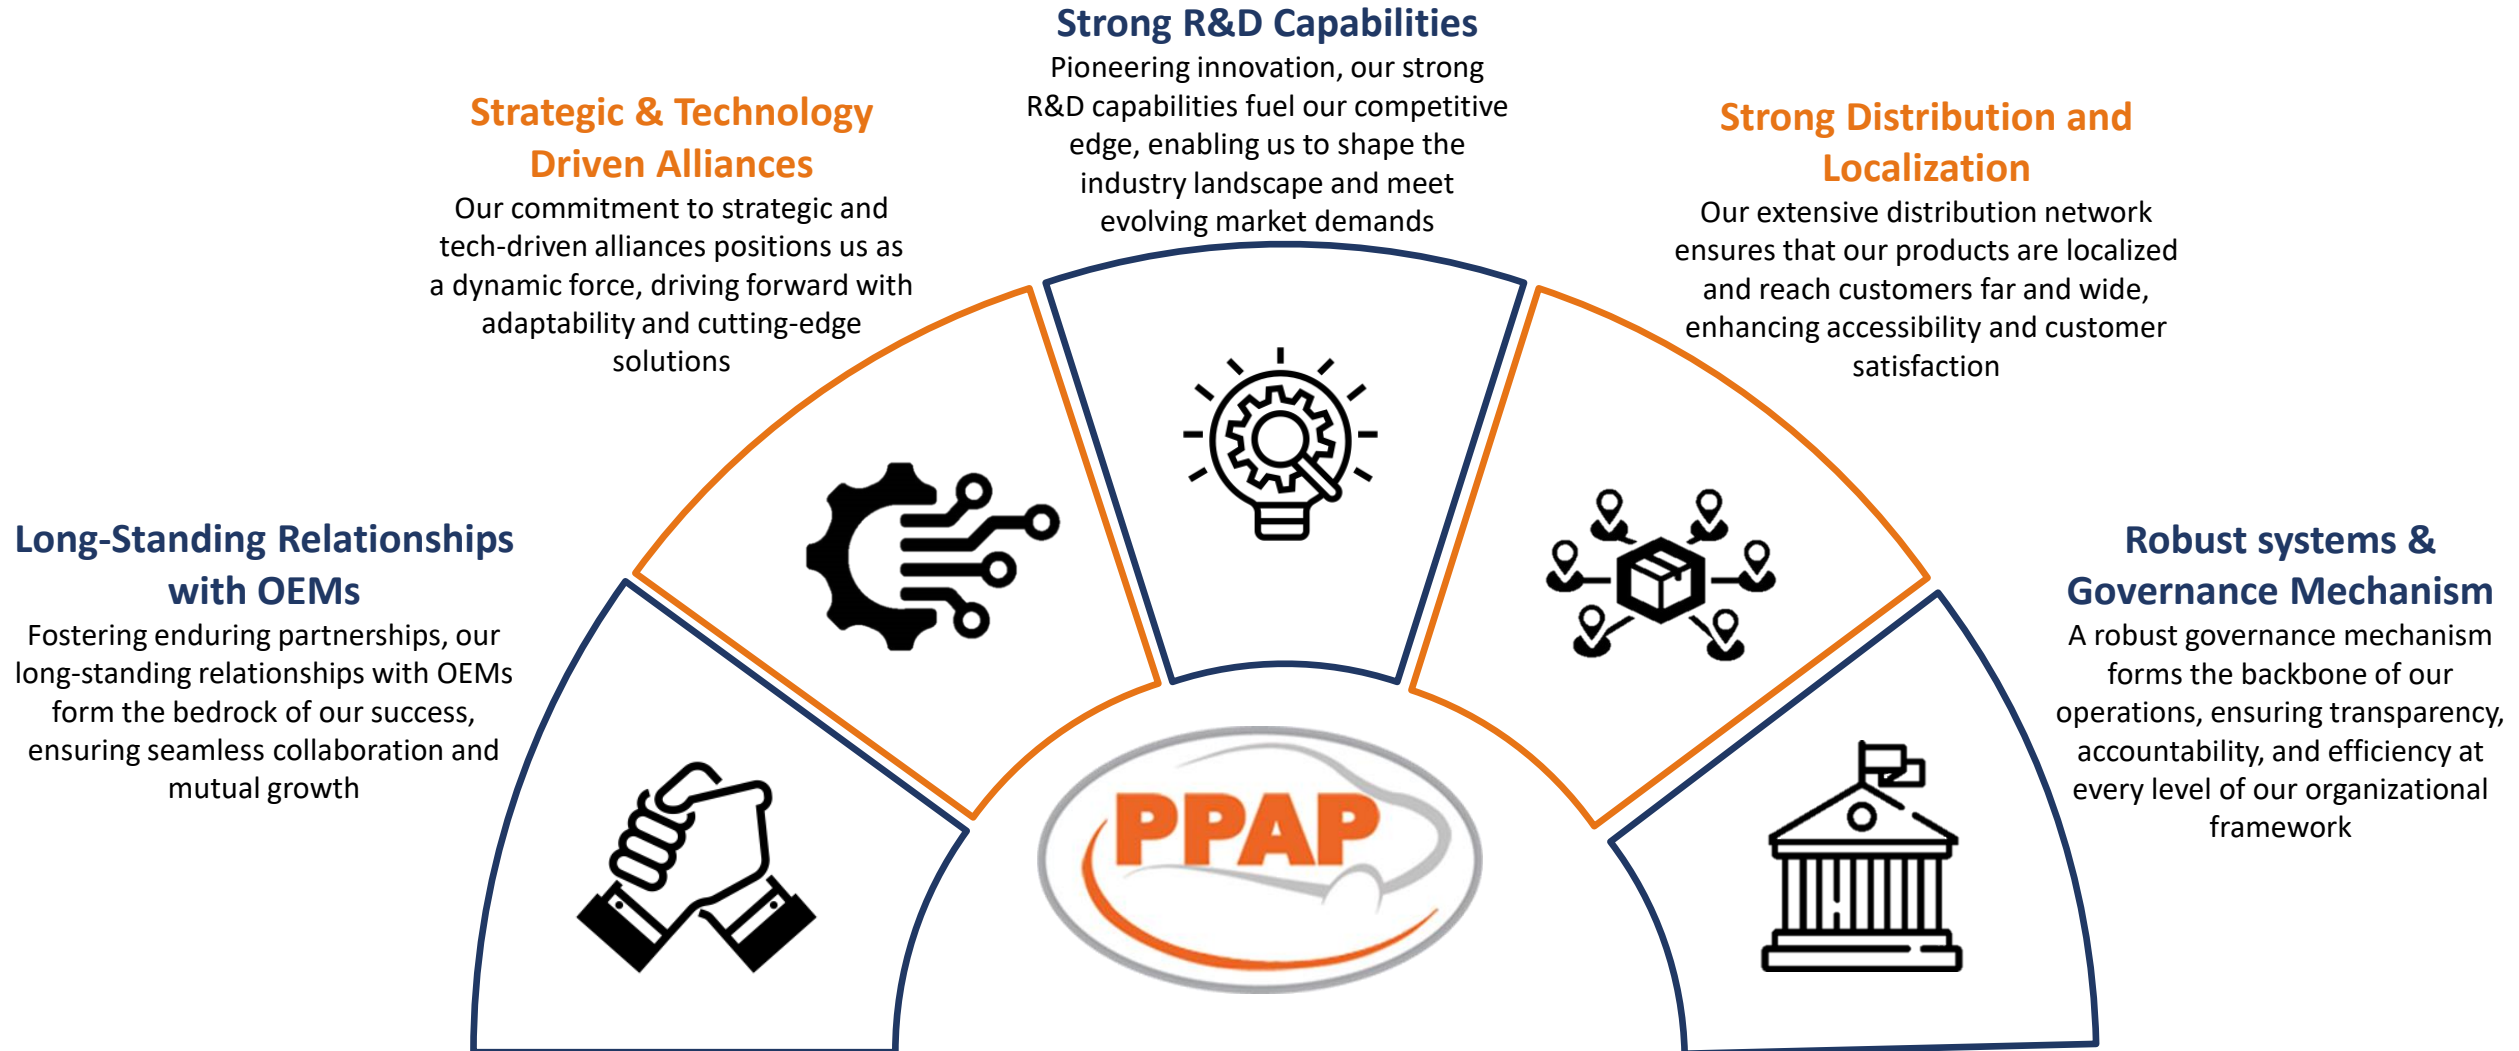 Long-Standing Relationships
with OEMs
Fostering enduring partnerships, our
long-standing relationships with OEMs
form the bedrock of our success,
ensuring seamless collaboration and
mutual growth
Strategic & Technology
Driven Alliances
Our commitment to strategic and
tech-driven alliances positions us as
a dynamic force, driving forward with
adaptability and cutting-edge
solutions
Strong R&D Capabilities
Pioneering innovation, our strong
R&D capabilities fuel our competitive
edge, enabling us to shape the
industry landscape and meet
evolving market demands
Strong Distribution and
Localization
Our extensive distribution network
ensures that our products are localized
and reach customers far and wide,
enhancing accessibility and customer
satisfaction
Robust systems &
Governance Mechanism
A robust governance mechanism
forms the backbone of our
operations, ensuring transparency,
accountability, and efficiency at
every level of our organizational
framework
PPAP